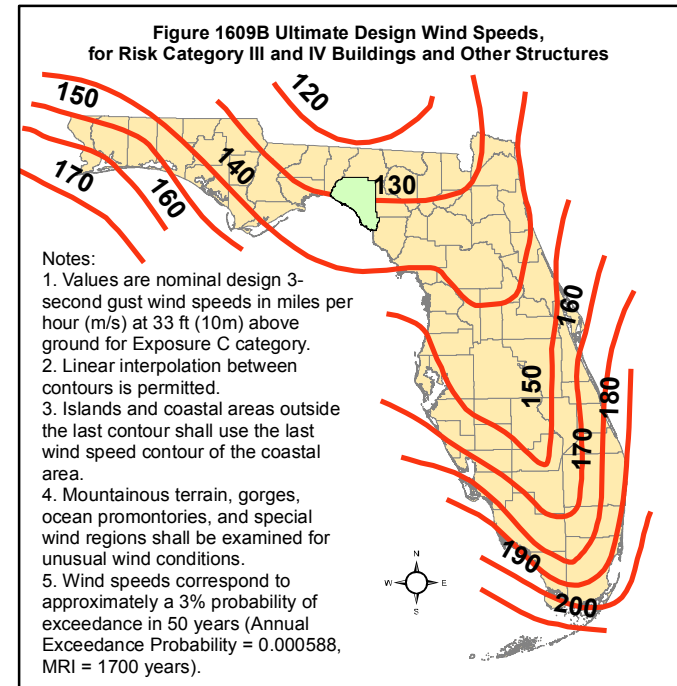 Figure 1609B Ultimate Design Wind Speeds,
for Risk Category III and IV Buildings and Other Structures
120
150
140
130
170
160
Notes:
1. Values are nominal design 3-
second gust wind speeds in miles per
hour (m/s) at 33 ft (10m) above
ground for Exposure C category.
2. Linear interpolation between
contours is permitted.
3. Islands and coastal areas outside
the last contour shall use the last
wind speed contour of the coastal
area.
4. Mountainous terrain, gorges,
ocean promontories, and special
wind regions shall be examined for
unusual wind conditions.
5. Wind speeds correspond to
approximately a 3% probability of
exceedance in 50 years (Annual
Exceedance Probability = 0.000588,
MRI = 1700 years).
160
150
180
170
190
200
N
W E
S